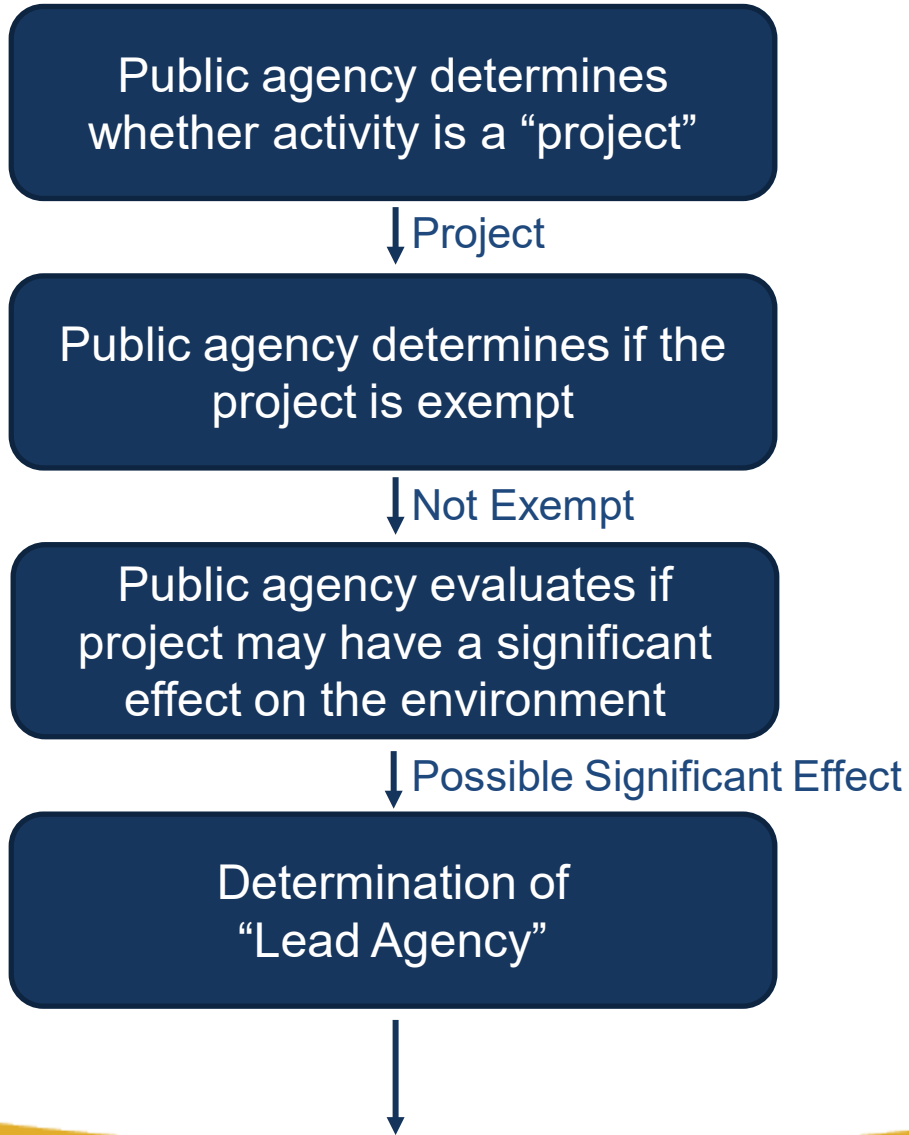 Public agency determines
whether activity is a “project”
Project
Public agency determines if the
project is exempt
Not Exempt
Public agency evaluates if
project may have a significant
effect on the environment
Possible Significant Effect
Determination of
“Lead Agency”